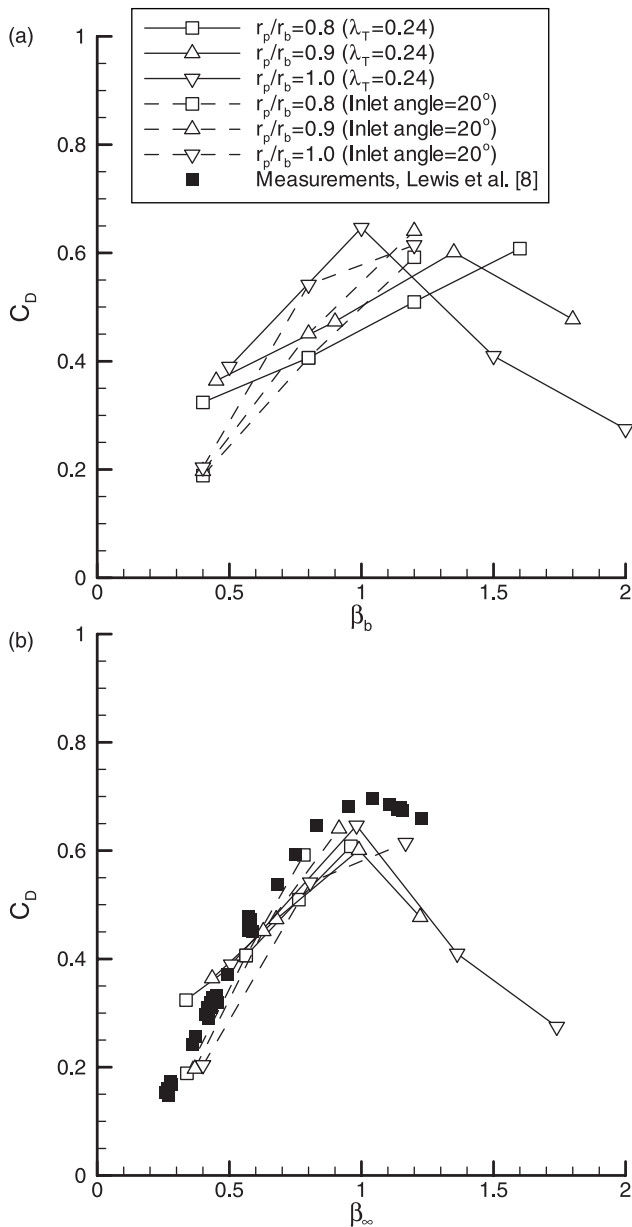 (a)
r_p/r_b=0.8 (λ_T=0.24)
r_p/r_b=0.9 (λ_T=0.24)
r_p/r_b=1.0 (λ_T=0.24)
r_p/r_b=0.8 (Inlet angle=20°)
r_p/r_b=0.9 (Inlet angle=20°)
r_p/r_b=1.0 (Inlet angle=20°)
Measurements, Lewis et al. [8]
1
0.8
0.6
C_D
0.4
0.2
0
0 0.5 1 1.5 2
β_b
(b)
1
0.8
0.6
C_D
0.4
0.2
0
0 0.5 1 1.5 2
β_∞